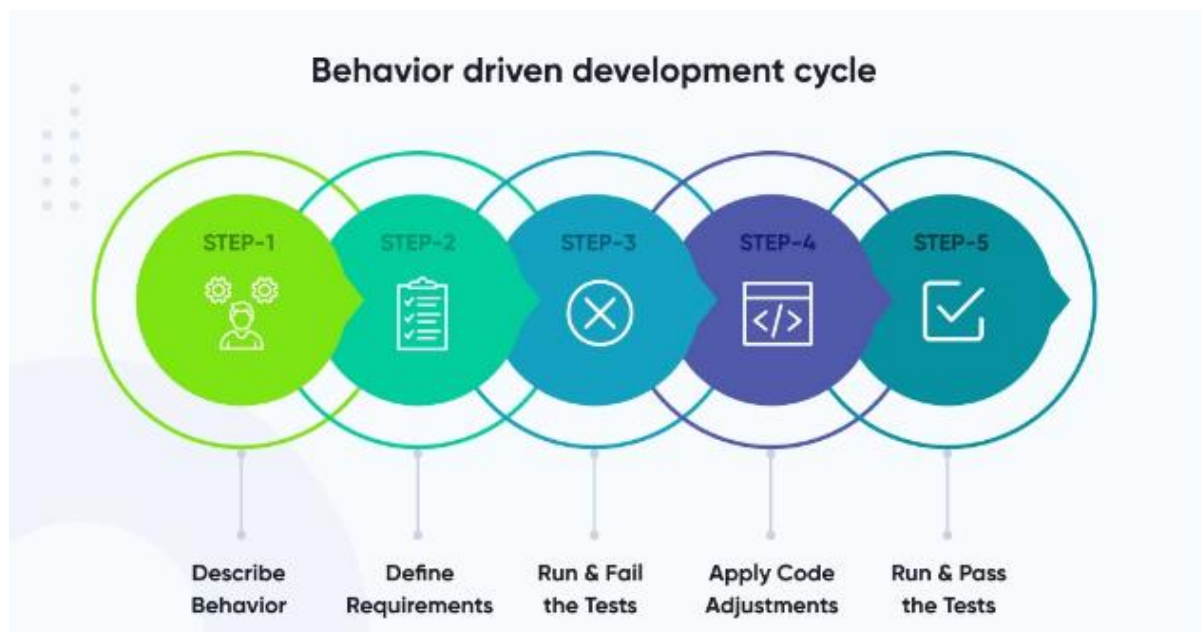 Behavior driven development cycle
STEP-1
STEP-2
STEP-3
STEP-4
STEP-5
</>
Describe
Behavior
Define
Requirements
Run & Fail
the Tests
Apply Code
Adjustments
Run & Pass
the Tests